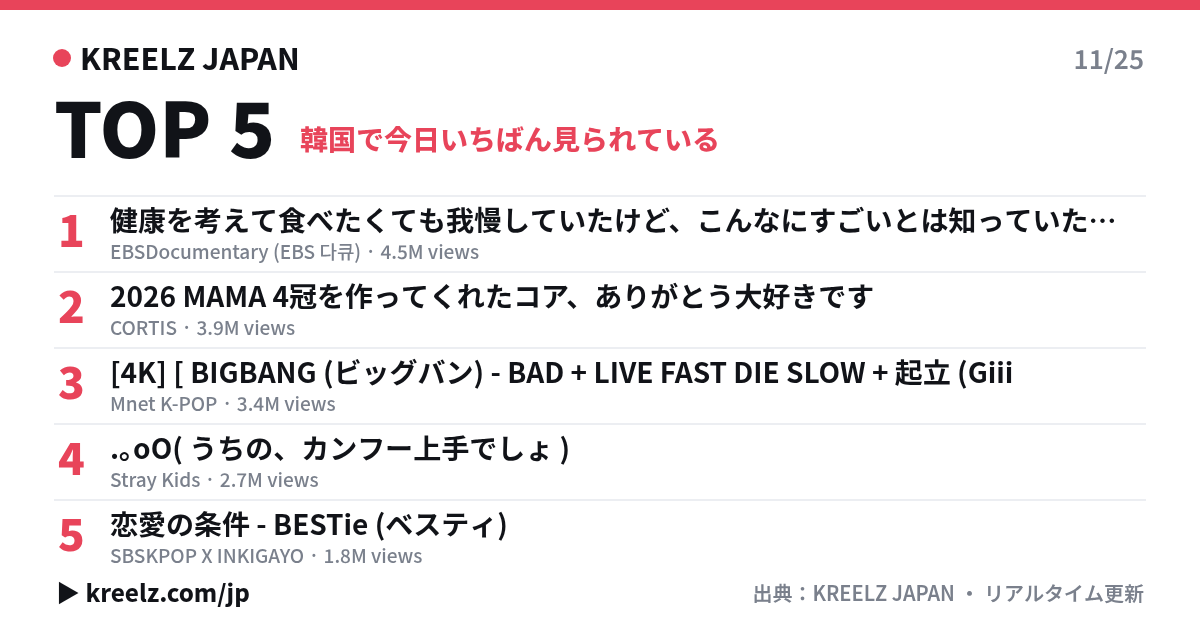 KREELZ JAPAN
11/25
TOP 5 韓国で今日いちばん見られている
1 健康を考えて食べたくても我慢していたけど、こんなにすごいとは知っていた…
EBSDocumentary (EBS 다큐) · 4.5M views
2 2026 MAMA 4冠を作ってくれたコア、ありがとう大好きです
CORTIS · 3.9M views
3 [4K] [ BIGBANG (ビッグバン) - BAD + LIVE FAST DIE SLOW + 起立 (Giii
Mnet K-POP · 3.4M views
4 .｡oO( うちの、カンフー上手でしょ )
Stray Kids · 2.7M views
5 恋愛の条件 - BESTie (ベスティ)
SBSKPOP X INKIGAYO · 1.8M views
▶ kreelz.com/jp
出典：KREELZ JAPAN ・ リアルタイム更新